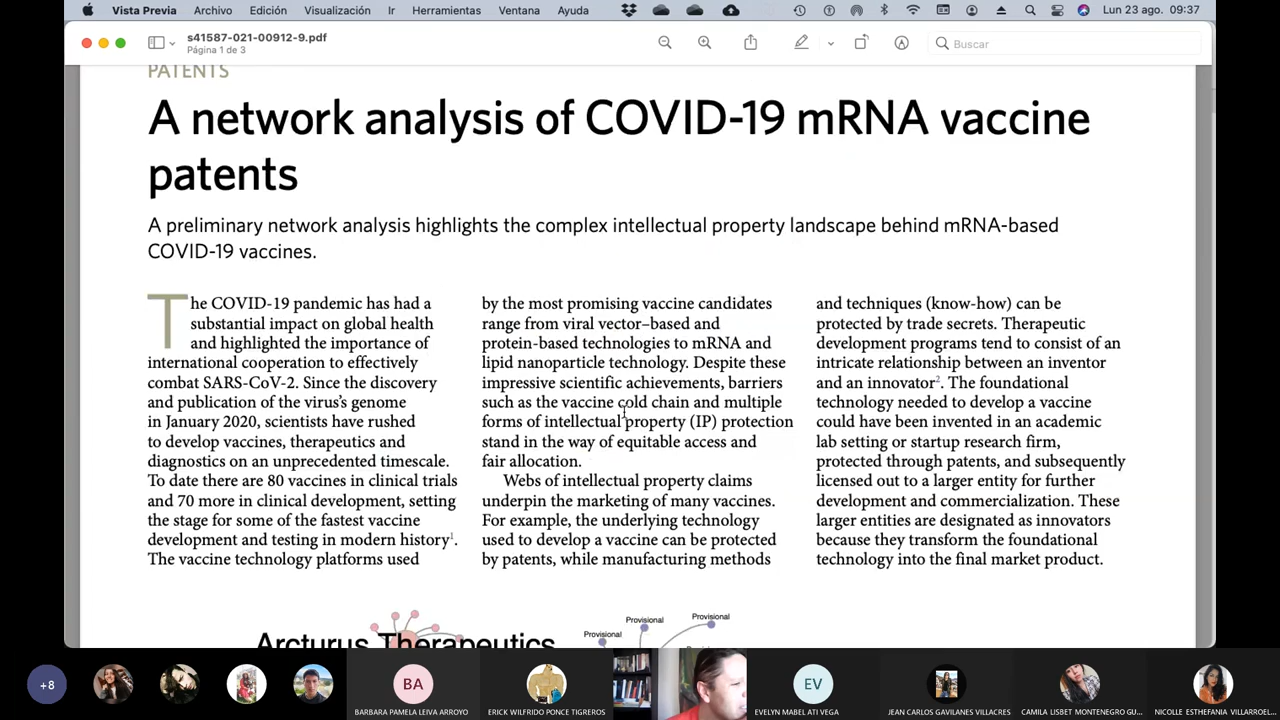 Vista Previa Archivo Edición Visualización Ir Herramientas Ventana Ayuda Lun 23 ago. 09:37
s41587-021-00912-9.pdf
Página 1 de 3
Buscar
PATENTS
A network analysis of COVID-19 mRNA vaccine
patents
A preliminary network analysis highlights the complex intellectual property landscape behind mRNA-based
COVID-19 vaccines.
The COVID-19 pandemic has had a
substantial impact on global health
and highlighted the importance of
international cooperation to effectively
combat SARS-CoV-2. Since the discovery
and publication of the virus's genome
in January 2020, scientists have rushed
to develop vaccines, therapeutics and
diagnostics on an unprecedented timescale.
To date there are 80 vaccines in clinical trials
and 70 more in clinical development, setting
the stage for some of the fastest vaccine
development and testing in modern history1.
The vaccine technology platforms used
by the most promising vaccine candidates
range from viral vector–based and
protein-based technologies to mRNA and
lipid nanoparticle technology. Despite these
impressive scientific achievements, barriers
such as the vaccine cold chain and multiple
forms of intellectual property (IP) protection
stand in the way of equitable access and
fair allocation.
Webs of intellectual property claims
underpin the marketing of many vaccines.
For example, the underlying technology
used to develop a vaccine can be protected
by patents, while manufacturing methods
and techniques (know-how) can be
protected by trade secrets. Therapeutic
development programs tend to consist of an
intricate relationship between an inventor
and an innovator2. The foundational
technology needed to develop a vaccine
could have been invented in an academic
lab setting or startup research firm,
protected through patents, and subsequently
licensed out to a larger entity for further
development and commercialization. These
larger entities are designated as innovators
because they transform the foundational
technology into the final market product.
Arcturus Therapeutics
Provisional
Provisional
Provisional
+8
BA
BARBARA PAMELA LEIVA ARROYO
ERICK WILFRIDO PONCE TIGREROS
EV
EVELYN MABEL ATI VEGA
JEAN CARLOS GAVILANES VILLACRES
CAMILA LISBET MONTENEGRO GU...
NICOLLE ESTHEFANIA VILLARROEL...